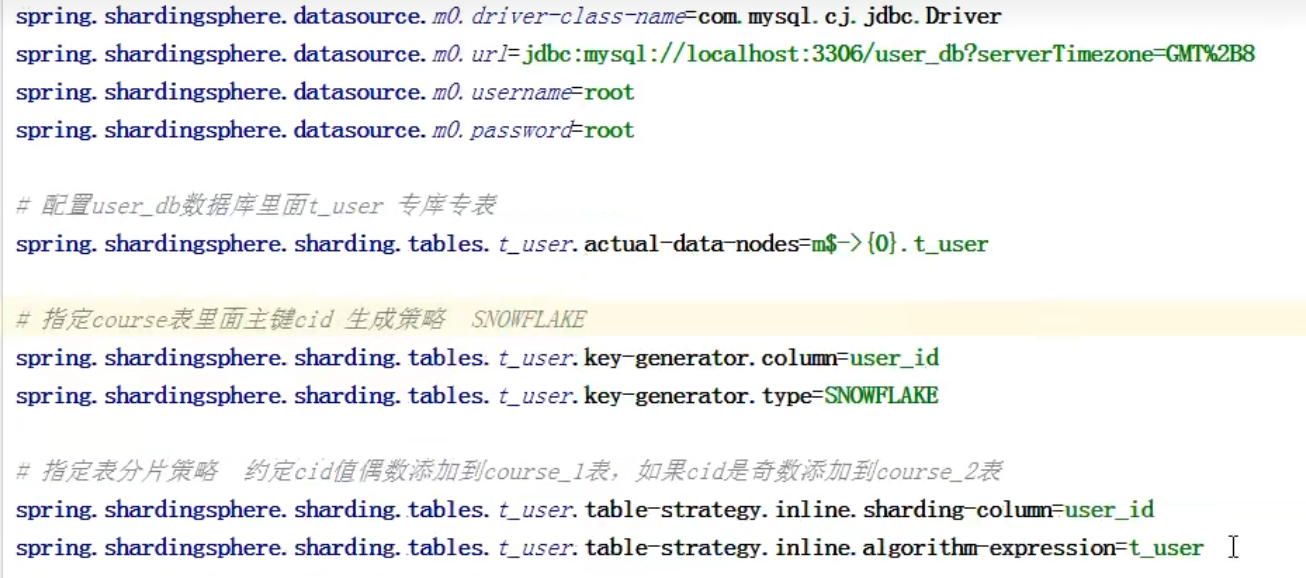 spring.shardingsphere.datasource.m0.driver-class-name=com.mysql.cj.jdbc.Driver
spring.shardingsphere.datasource.m0.url=jdbc:mysql://localhost:3306/user_db?serverTimezone=GMT%2B8
spring.shardingsphere.datasource.m0.username=root
spring.shardingsphere.datasource.m0.password=root
# 配置user_db数据库里面t_user 专库专表
spring.shardingsphere.sharding.tables.t_user.actual-data-nodes=m$->{0}.t_user
# 指定course表里面主键cid 生成策略 SNOWFLAKE
spring.shardingsphere.sharding.tables.t_user.key-generator.column=user_id
spring.shardingsphere.sharding.tables.t_user.key-generator.type=SNOWFLAKE
# 指定表分片策略 约定cid值偶数添加到course_1表，如果cid是奇数添加到course_2表
spring.shardingsphere.sharding.tables.t_user.table-strategy.inline.sharding-column=user_id
spring.shardingsphere.sharding.tables.t_user.table-strategy.inline.algorithm-expression=t_user